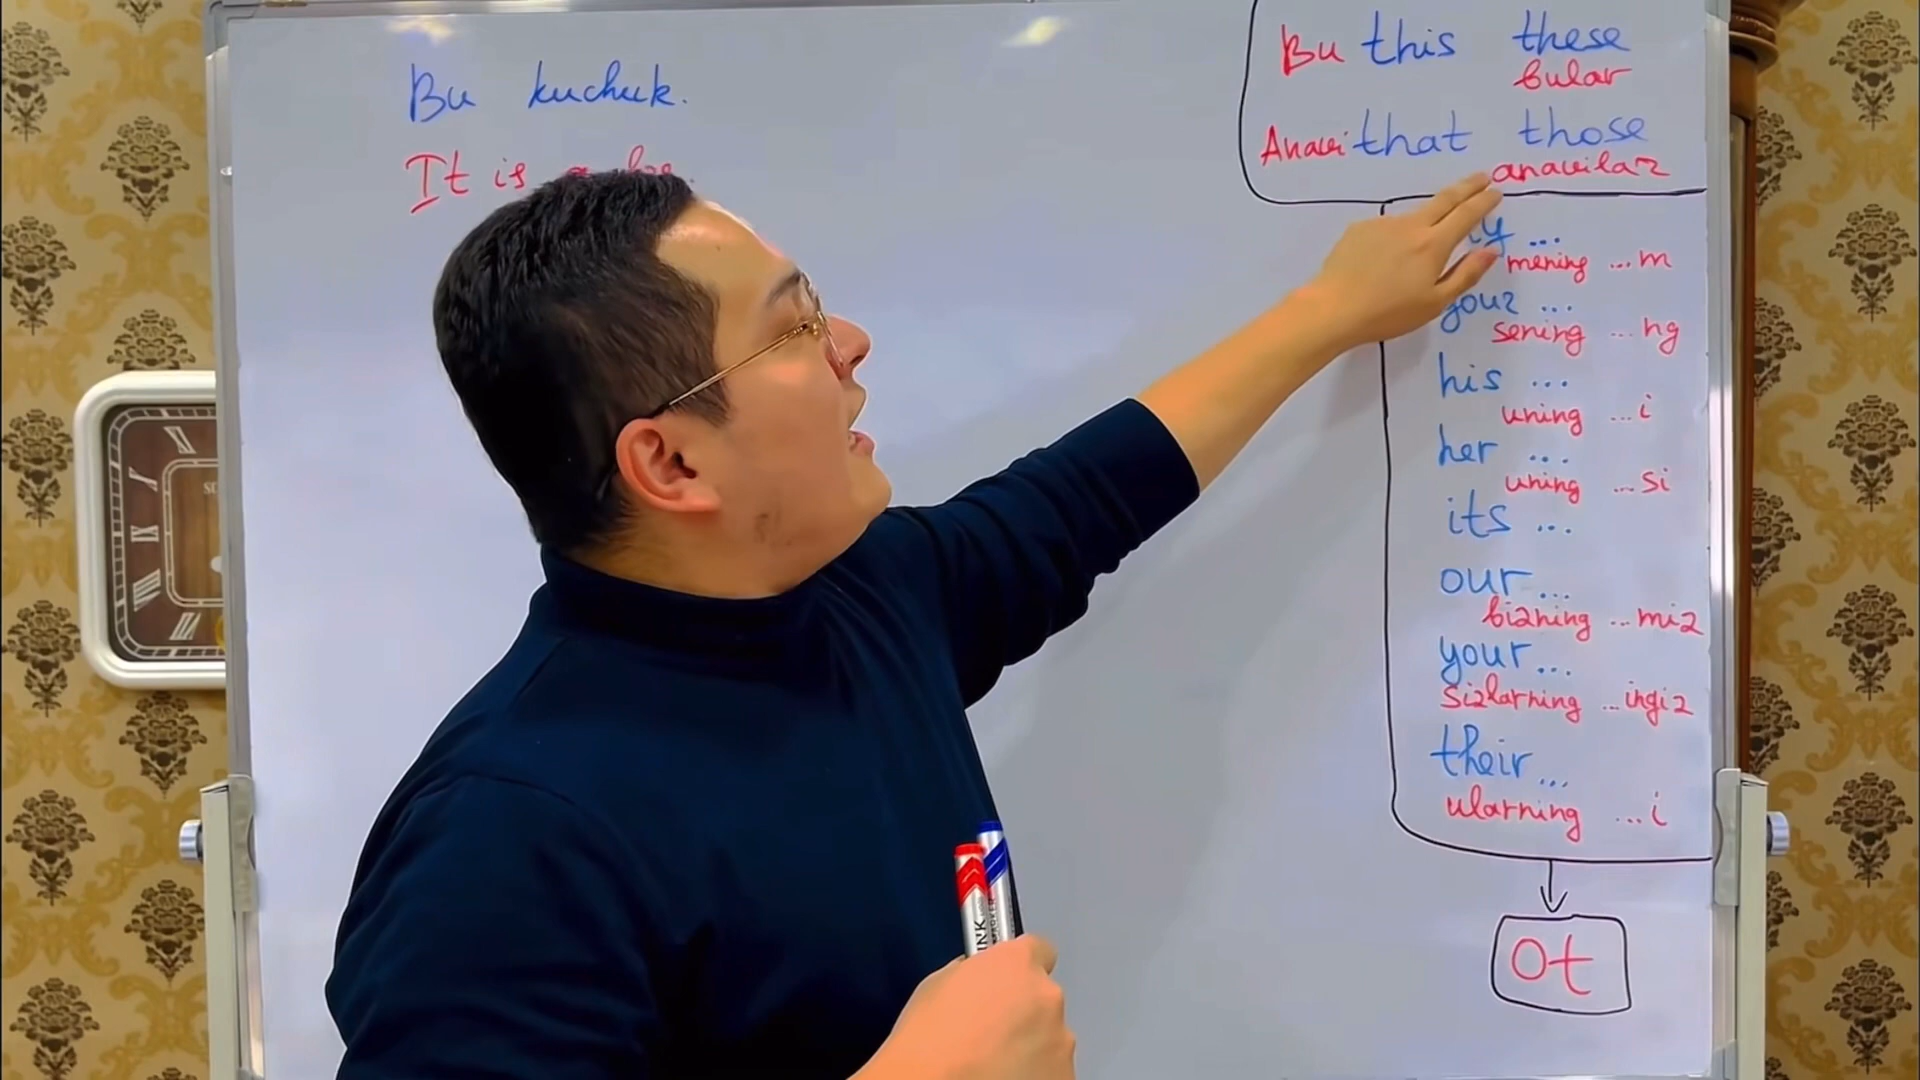 Bu kuchuk.
It is a
Bu this these
bular
Anavi that those
anavilar
...
mening ...m
your ...
sening ...ng
his ...
uning ...i
her ...
uning ...si
its ...
our ...
bizning ...miz
your ...
sizlarning ...ingiz
their ...
ularning ...i
Ot